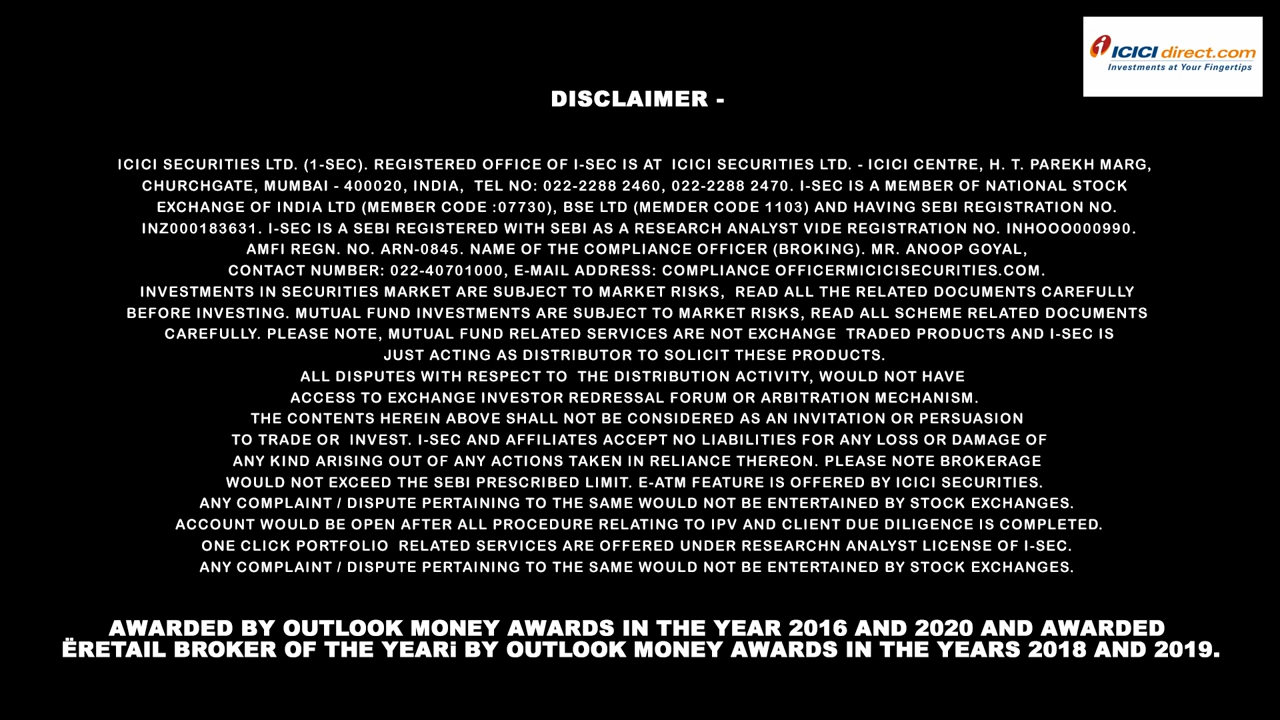 ICICI direct.com
Investments at Your Fingertips
DISCLAIMER -
ICICI SECURITIES LTD. (1-SEC). REGISTERED OFFICE OF I-SEC IS AT ICICI SECURITIES LTD. - ICICI CENTRE, H. T. PAREKH MARG,
CHURCHGATE, MUMBAI - 400020, INDIA, TEL NO: 022-2288 2460, 022-2288 2470. I-SEC IS A MEMBER OF NATIONAL STOCK
EXCHANGE OF INDIA LTD (MEMBER CODE :07730), BSE LTD (MEMDER CODE 1103) AND HAVING SEBI REGISTRATION NO.
INZ000183631. I-SEC IS A SEBI REGISTERED WITH SEBI AS A RESEARCH ANALYST VIDE REGISTRATION NO. INHOOO000990.
AMFI REGN. NO. ARN-0845. NAME OF THE COMPLIANCE OFFICER (BROKING). MR. ANOOP GOYAL,
CONTACT NUMBER: 022-40701000, E-MAIL ADDRESS: COMPLIANCE OFFICERMICICISECURITIES.COM.
INVESTMENTS IN SECURITIES MARKET ARE SUBJECT TO MARKET RISKS, READ ALL THE RELATED DOCUMENTS CAREFULLY
BEFORE INVESTING. MUTUAL FUND INVESTMENTS ARE SUBJECT TO MARKET RISKS, READ ALL SCHEME RELATED DOCUMENTS
CAREFULLY. PLEASE NOTE, MUTUAL FUND RELATED SERVICES ARE NOT EXCHANGE TRADED PRODUCTS AND I-SEC IS
JUST ACTING AS DISTRIBUTOR TO SOLICIT THESE PRODUCTS.
ALL DISPUTES WITH RESPECT TO THE DISTRIBUTION ACTIVITY, WOULD NOT HAVE
ACCESS TO EXCHANGE INVESTOR REDRESSAL FORUM OR ARBITRATION MECHANISM.
THE CONTENTS HEREIN ABOVE SHALL NOT BE CONSIDERED AS AN INVITATION OR PERSUASION
TO TRADE OR INVEST. I-SEC AND AFFILIATES ACCEPT NO LIABILITIES FOR ANY LOSS OR DAMAGE OF
ANY KIND ARISING OUT OF ANY ACTIONS TAKEN IN RELIANCE THEREON. PLEASE NOTE BROKERAGE
WOULD NOT EXCEED THE SEBI PRESCRIBED LIMIT. E-ATM FEATURE IS OFFERED BY ICICI SECURITIES.
ANY COMPLAINT / DISPUTE PERTAINING TO THE SAME WOULD NOT BE ENTERTAINED BY STOCK EXCHANGES.
ACCOUNT WOULD BE OPEN AFTER ALL PROCEDURE RELATING TO IPV AND CLIENT DUE DILIGENCE IS COMPLETED.
ONE CLICK PORTFOLIO RELATED SERVICES ARE OFFERED UNDER RESEARCHN ANALYST LICENSE OF I-SEC.
ANY COMPLAINT / DISPUTE PERTAINING TO THE SAME WOULD NOT BE ENTERTAINED BY STOCK EXCHANGES.
AWARDED BY OUTLOOK MONEY AWARDS IN THE YEAR 2016 AND 2020 AND AWARDED
ËRETAIL BROKER OF THE YEARi BY OUTLOOK MONEY AWARDS IN THE YEARS 2018 AND 2019.